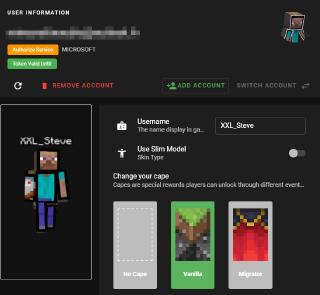 USER INFORMATION
Authorize Service MICROSOFT
Token Valid Until
REMOVE ACCOUNT
ADD ACCOUNT
SWITCH ACCOUNT
XXL_Steve
Username
The name display in ga...
XXL_Steve
Use Slim Model
Skin Type
Change your cape
Capes are special rewards players can unlock through different event...
No Cape
Vanilla
Migrator